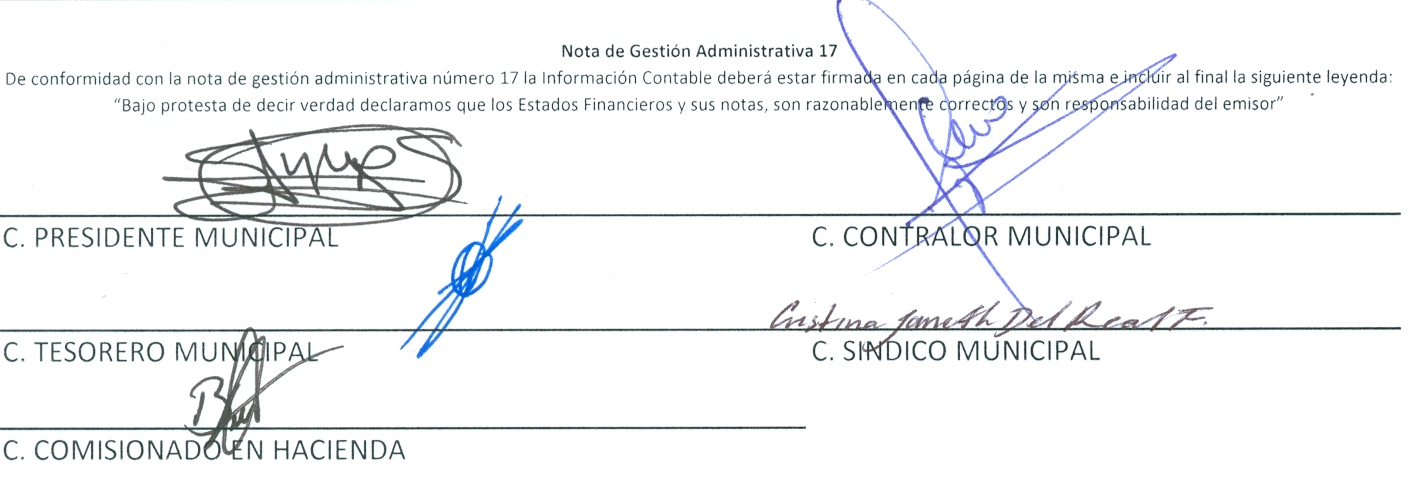 Nota de Gestión Administrativa 17
De conformidad con la nota de gestión administrativa número 17 la Información Contable deberá estar firmada en cada página de la misma e incluir al final la siguiente leyenda:
“Bajo protesta de decir verdad declaramos que los Estados Financieros y sus notas, son razonablemente correctos y son responsabilidad del emisor”
C. PRESIDENTE MUNICIPAL
C. CONTRALOR MUNICIPAL
Cristina Janeth Del Real F.
C. TESORERO MUNICIPAL
C. SINDICO MUNICIPAL
C. COMISIONADO EN HACIENDA